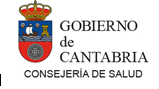 GOBIERNO
de
CANTABRIA
CONSEJERÍA DE SALUD